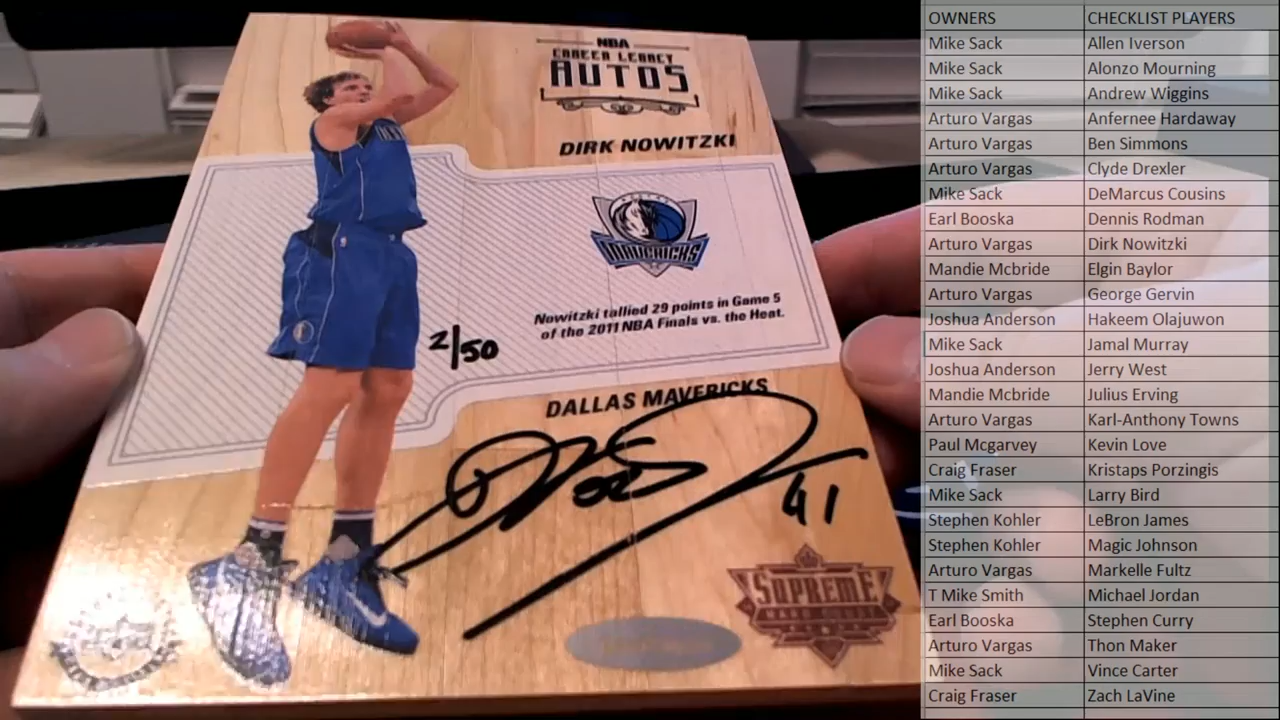 NBA
CAREER LEGACY
AUTOS
DIRK NOWITZKI
MAVERICKS
Nowitzki tallied 29 points in Game 5
of the 2011 NBA Finals vs. the Heat.
2/50
DALLAS MAVERICKS
41
SUPREME
HARD COURT
OWNERS CHECKLIST PLAYERS
Mike Sack Allen Iverson
Mike Sack Alonzo Mourning
Mike Sack Andrew Wiggins
Arturo Vargas Anfernee Hardaway
Arturo Vargas Ben Simmons
Arturo Vargas Clyde Drexler
Mike Sack DeMarcus Cousins
Earl Booska Dennis Rodman
Arturo Vargas Dirk Nowitzki
Mandie Mcbride Elgin Baylor
Arturo Vargas George Gervin
Joshua Anderson Hakeem Olajuwon
Mike Sack Jamal Murray
Joshua Anderson Jerry West
Mandie Mcbride Julius Erving
Arturo Vargas Karl-Anthony Towns
Paul Mcgarvey Kevin Love
Craig Fraser Kristaps Porzingis
Mike Sack Larry Bird
Stephen Kohler LeBron James
Stephen Kohler Magic Johnson
Arturo Vargas Markelle Fultz
T Mike Smith Michael Jordan
Earl Booska Stephen Curry
Arturo Vargas Thon Maker
Mike Sack Vince Carter
Craig Fraser Zach LaVine